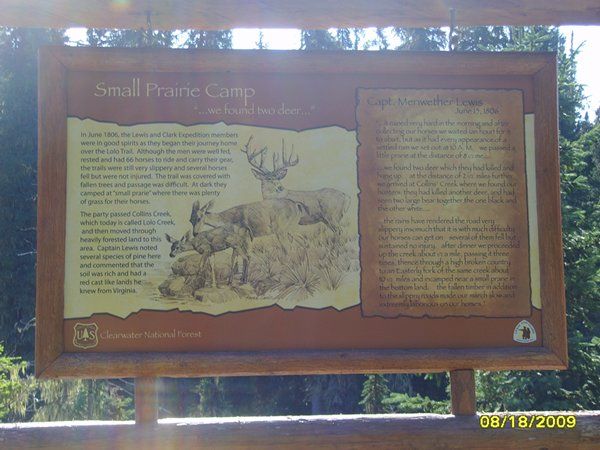 Small Prairie Camp
"...we found two deer..."
In June 1806, the Lewis and Clark Expedition members
were in good spirits as they began their journey home
over the Lolo Trail. Although the men were well fed,
rested and had 66 horses to ride and carry their gear,
the trails were still very slippery and several horses
fell but were not injured. The trail was covered with
fallen trees and passage was difficult. At dark they
camped at "small prarie" where there was plenty
of grass for their horses.
The party passed Collins Creek,
which today is called Lolo Creek,
and then moved through
heavily forested land to this
area. Captain Lewis noted
several species of pine here
and commented that the
soil was rich and had a
red cast like lands he
knew from Virginia.
Capt. Meriwether Lewis
June 15, 1806
it rained very hard in the morning and after
collecting our horses we waited an hour for it
to abate, but as it had every appearance of a
settled rain we set out at 10 A.M. we passed a
little prarie at the distance of 8
we found two deer which they had killed and
hung up at the distance of 2 ½ miles further
we arrived at Collins' Creek where we found our
hunters; they had killed another deer, and had
seen two large bear together the one black and
the other white
the rains have rendered the road very
slippery insomuch that it is with much difficulty
our horses can get on several of them fell but
sustained no injury. after dinner we proceeded
up the creek about ½ a mile, passing it three
times, thence through a high broken country
to an Easterly fork of the same creek about
10 ½ miles and incamped near a small prarie in
the bottom land. the fallen timber in addition
to the slippry roads made our march slow and
extreemly laborious on our horses."
US
Clearwater National Forest
08/18/2009